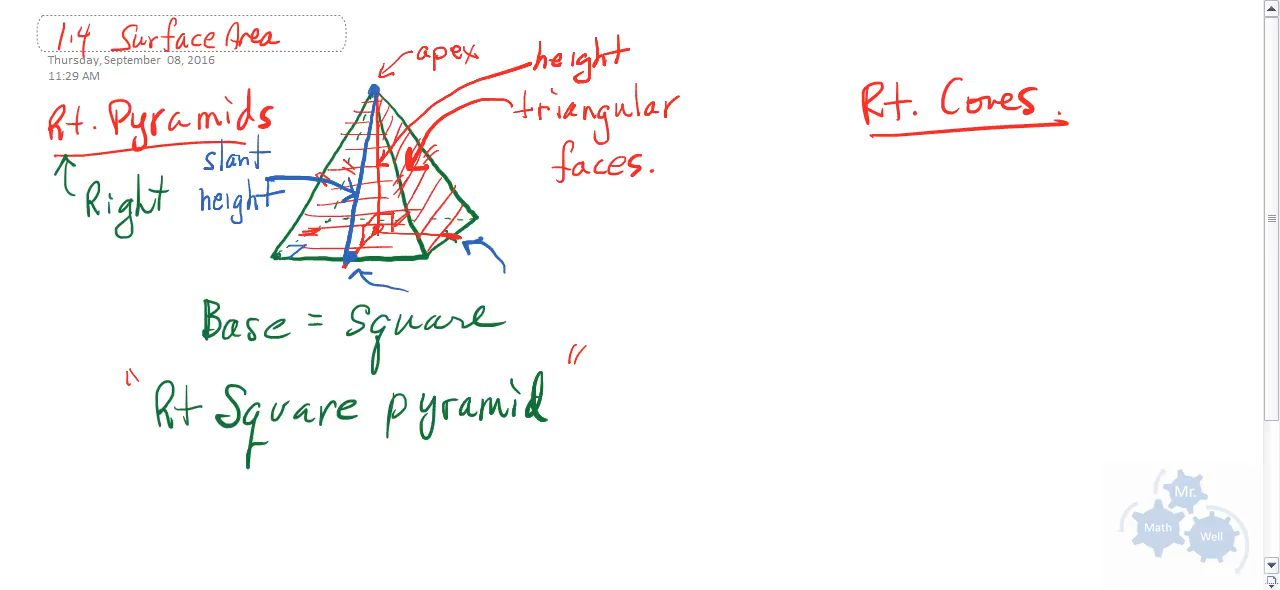 1.4 Surface Area
Thursday, September 08, 2016
11:29 AM
Rt. Pyramids
Right
slant
height
apex
height
triangular
faces.
Base = Square
"Rt Square pyramid"
Rt. Cones.
Mr.
Math
Well